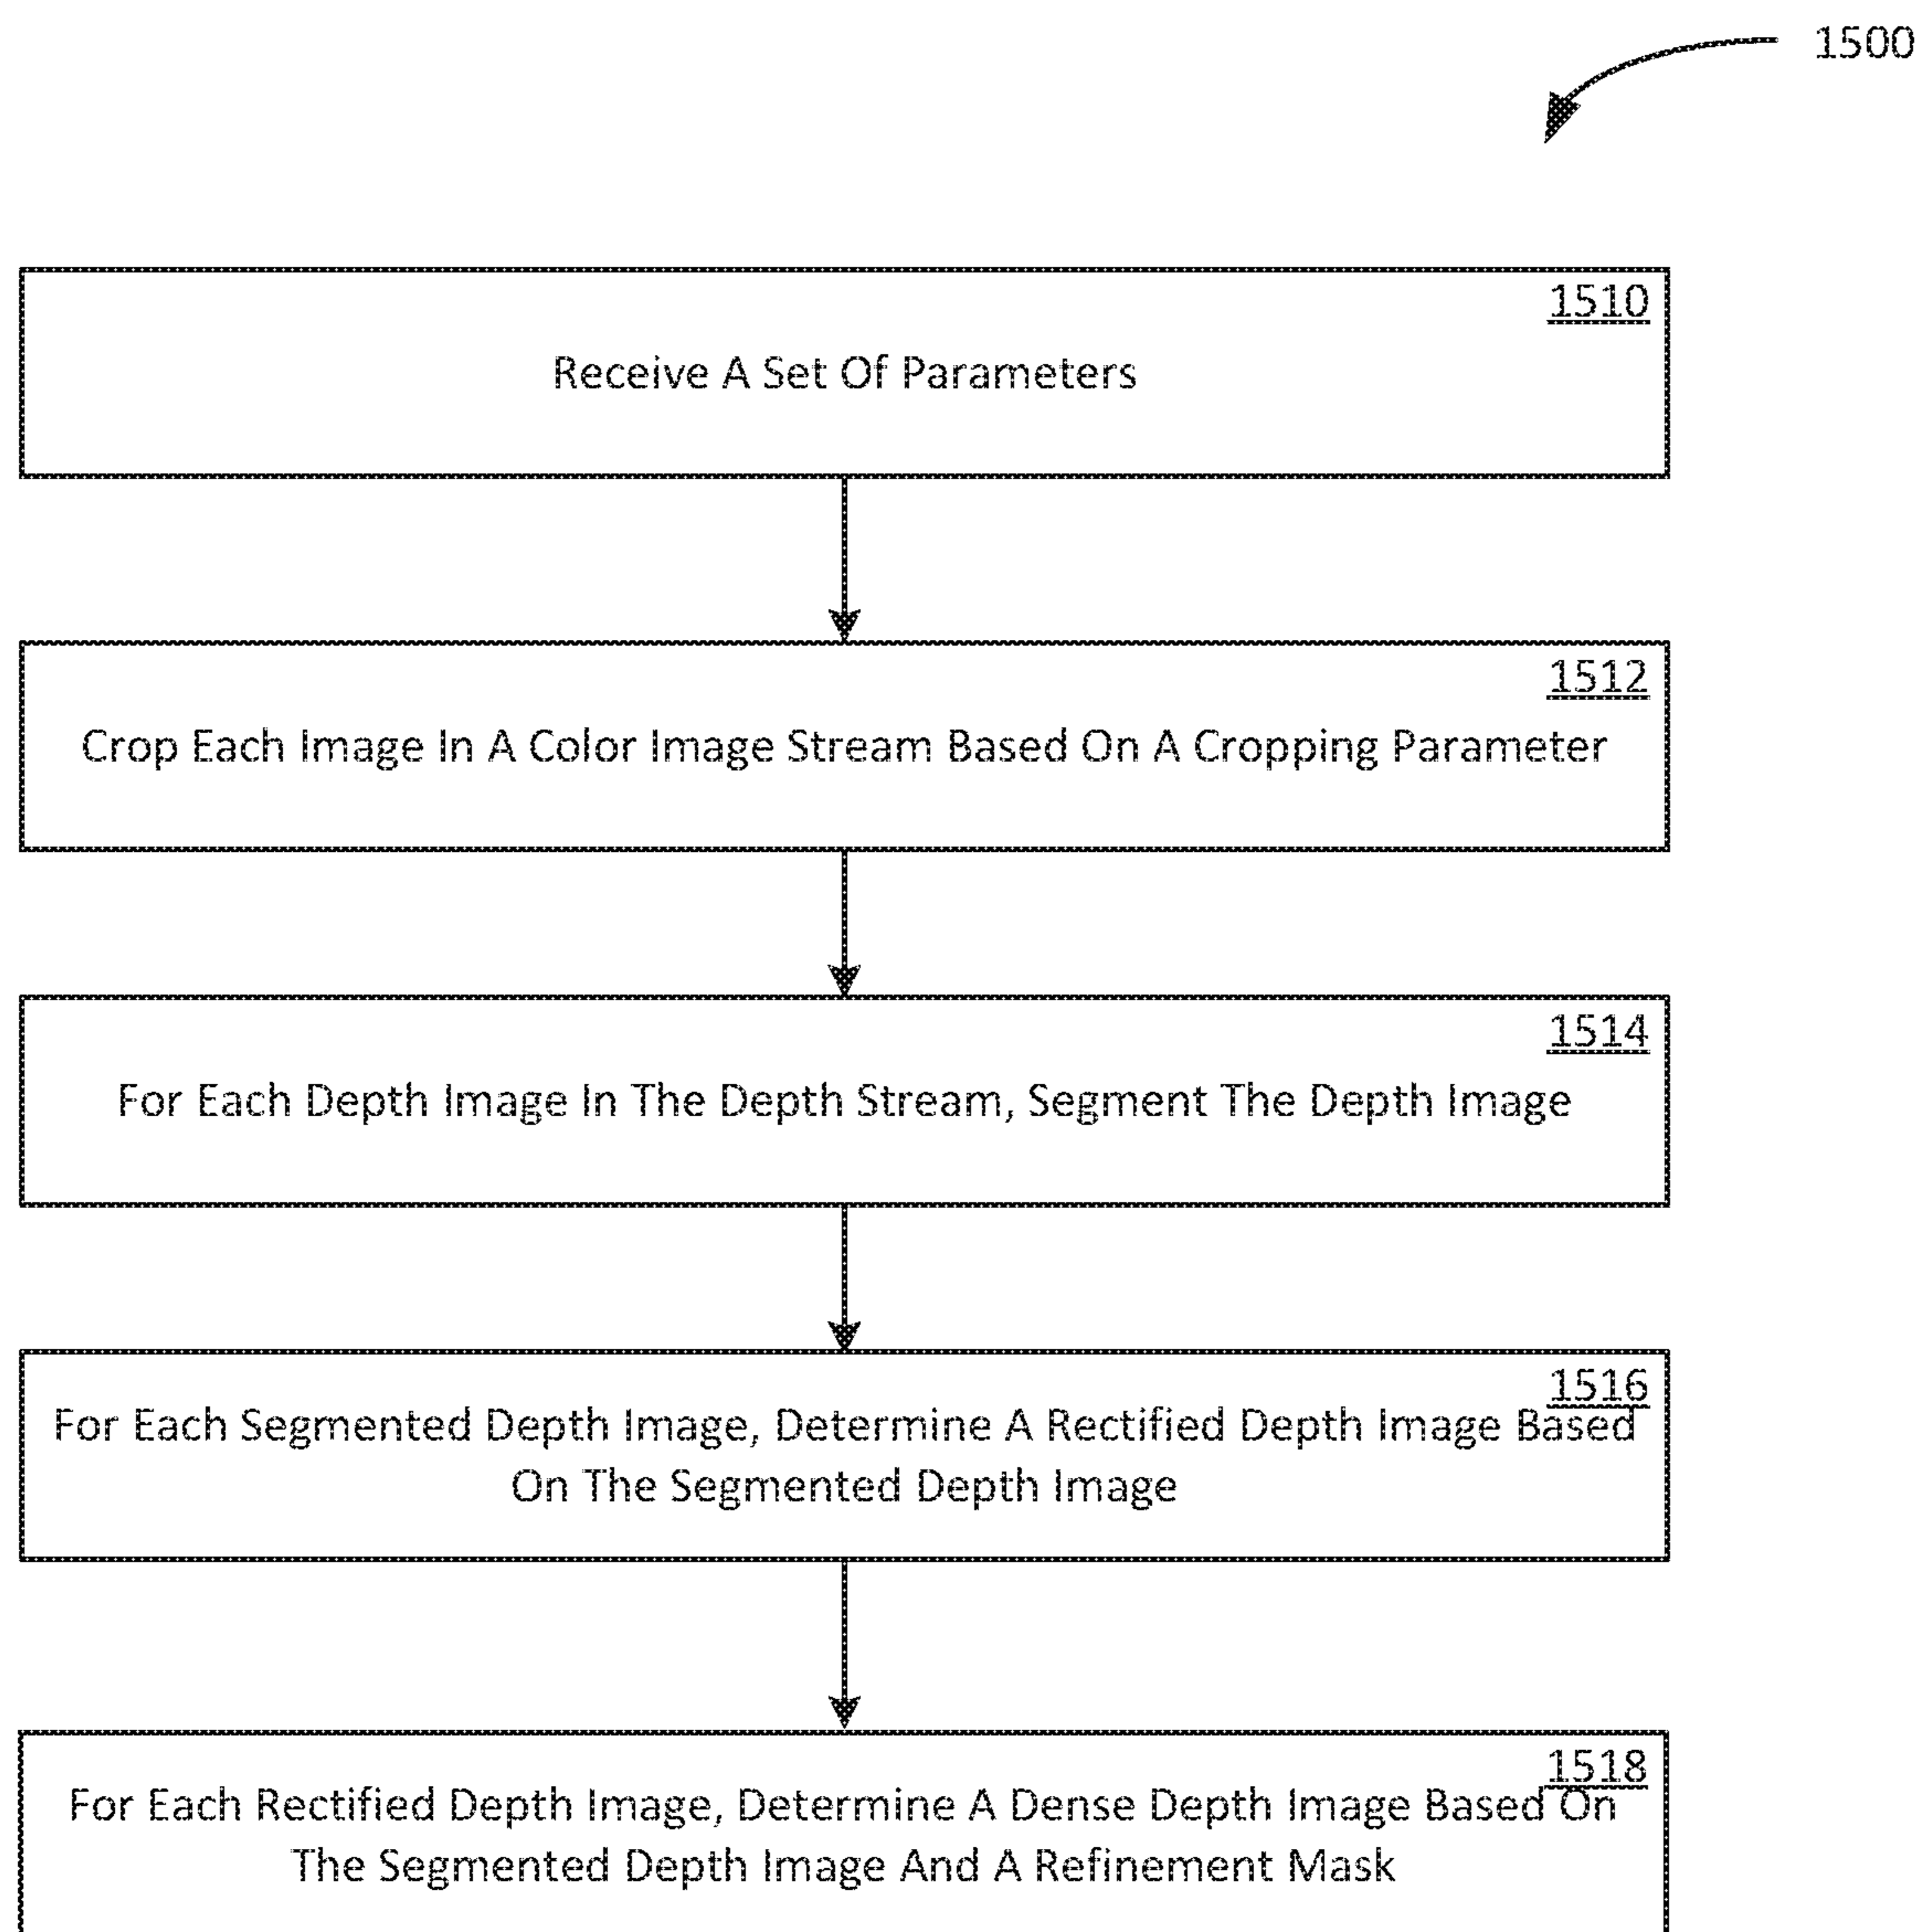 1500
1510
Receive A Set Of Parameters
1512
Crop Each Image In A Color Image Stream Based On A Cropping Parameter
1514
For Each Depth Image In The Depth Stream, Segment The Depth Image
1516
For Each Segmented Depth Image, Determine A Rectified Depth Image Based
On The Segmented Depth Image
1518
For Each Rectified Depth Image, Determine A Dense Depth Image Based On
The Segmented Depth Image And A Refinement Mask